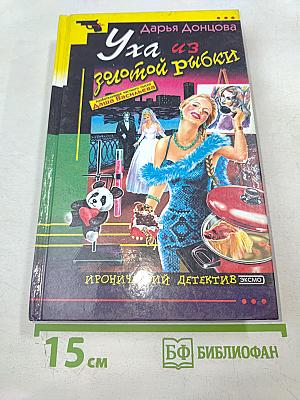 Дарья Донцова
Уха из
золотой рыбки
Даша Васильева
ИРОНИЧЕСКИЙ ДЕТЕКТИВ
ЭКСМО
15 см
БФ БИБЛИОФАН